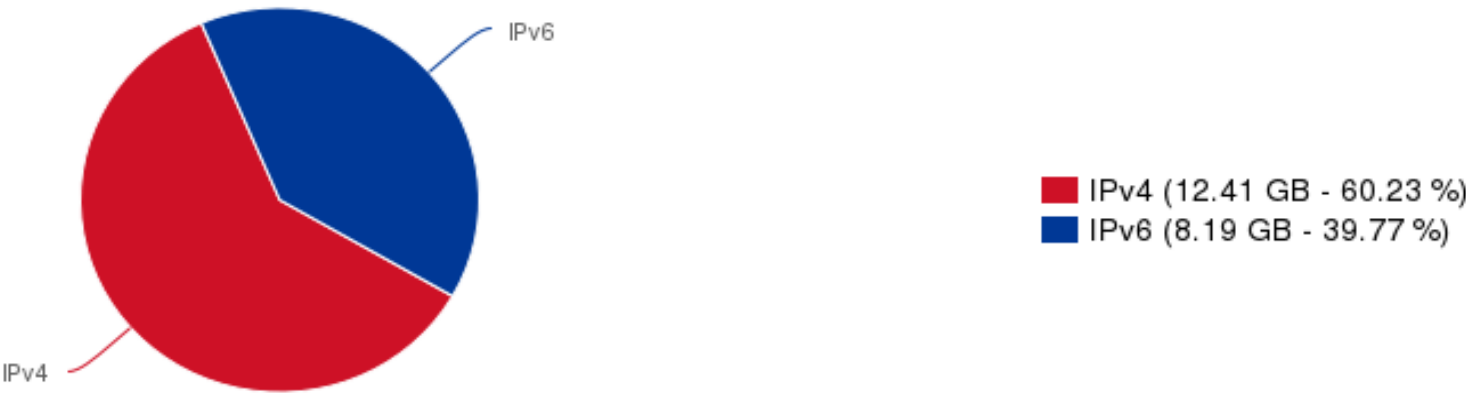 IPv6
IPv4
IPv4 (12.41 GB - 60.23 %)
IPv6 (8.19 GB - 39.77 %)